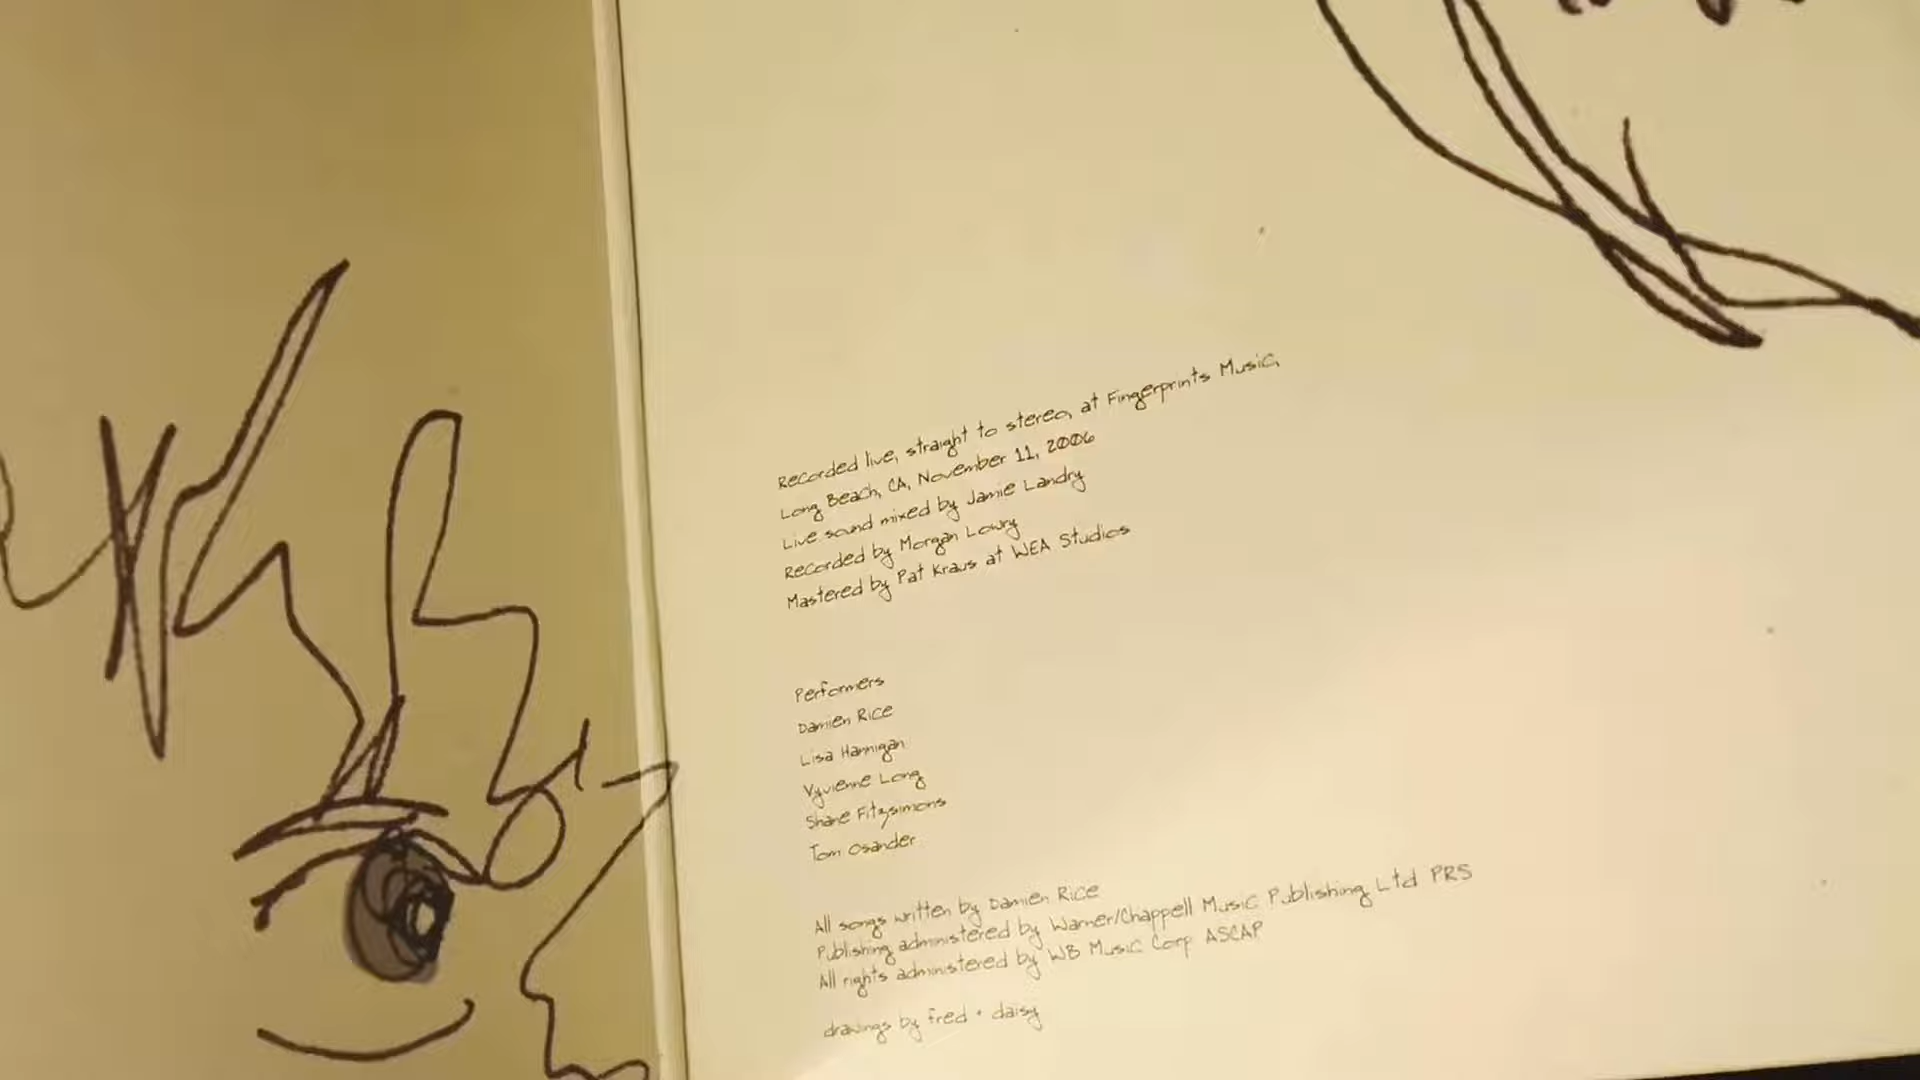 Recorded live, straight to stereo, at Fingerprints Music,
Long Beach, CA, November 11, 2006
Live sound mixed by Jamie Landry
Recorded by Morgan Lowry
Mastered by Pat Kraus at WEA Studios
Performers
Damien Rice
Lisa Hannigan
Vyvienne Long
Shane Fitzsimons
Tom Osander
All songs written by Damien Rice
Publishing administered by Warner/Chappell Music Publishing Ltd PRS
All rights administered by WB Music Corp ASCAP
drawings by fred + daisy